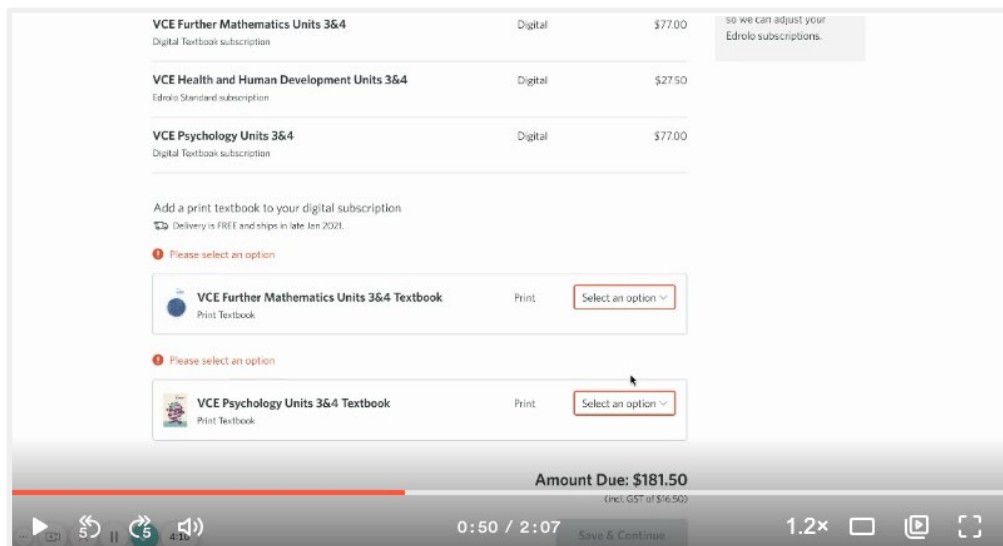 so we can adjust your
Edrolo subscriptions.
VCE Further Mathematics Units 3&4 Digital $77.00
Digital Textbook subscription
VCE Health and Human Development Units 3&4 Digital $27.50
Edrolo Standard subscription
VCE Psychology Units 3&4 Digital $77.00
Digital Textbook subscription
Add a print textbook to your digital subscription
Delivery is FREE and ships in late Jan 2021.
Please select an option
VCE Further Mathematics Units 3&4 Textbook Print Select an option
Print Textbook
Please select an option
VCE Psychology Units 3&4 Textbook Print Select an option
Print Textbook
Amount Due: $181.50
(incl. GST of $16.50)
5 5 0:50 / 2:07 1.2×
4:10 Save & Continue